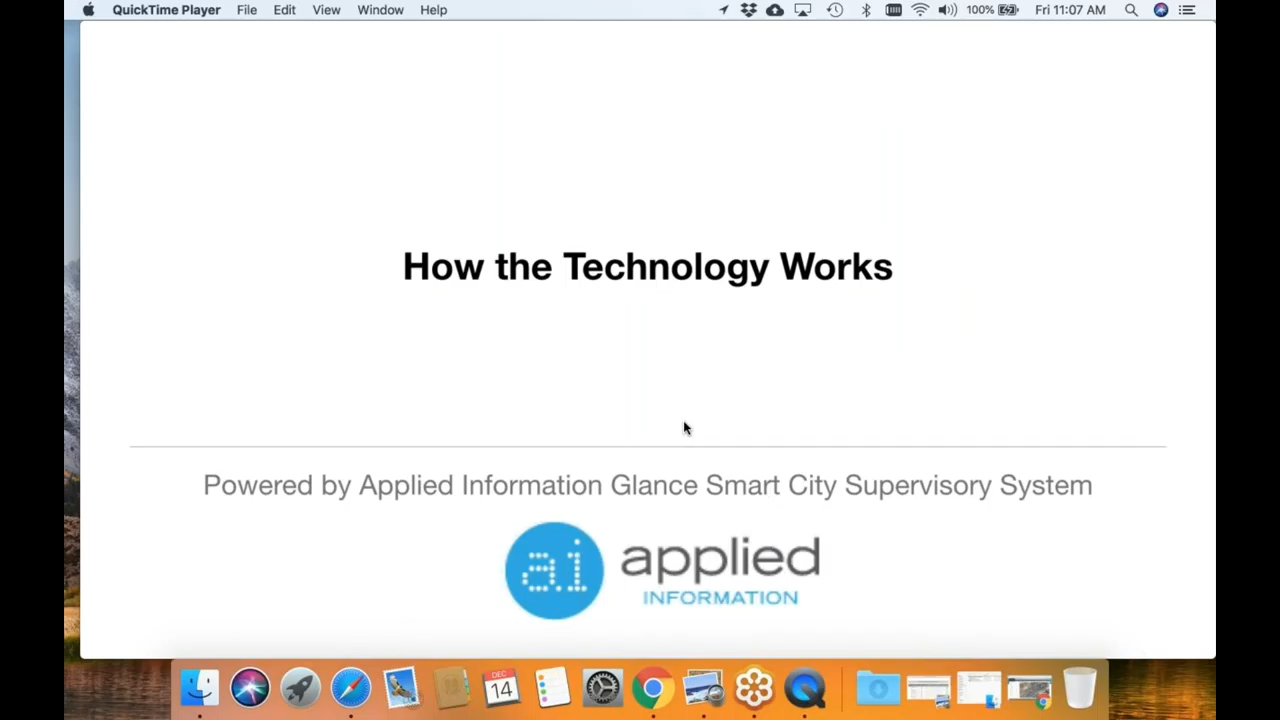 QuickTime Player File Edit View Window Help 100% Fri 11:07 AM
How the Technology Works
Powered by Applied Information Glance Smart City Supervisory System
a.i applied
INFORMATION
DEC
14